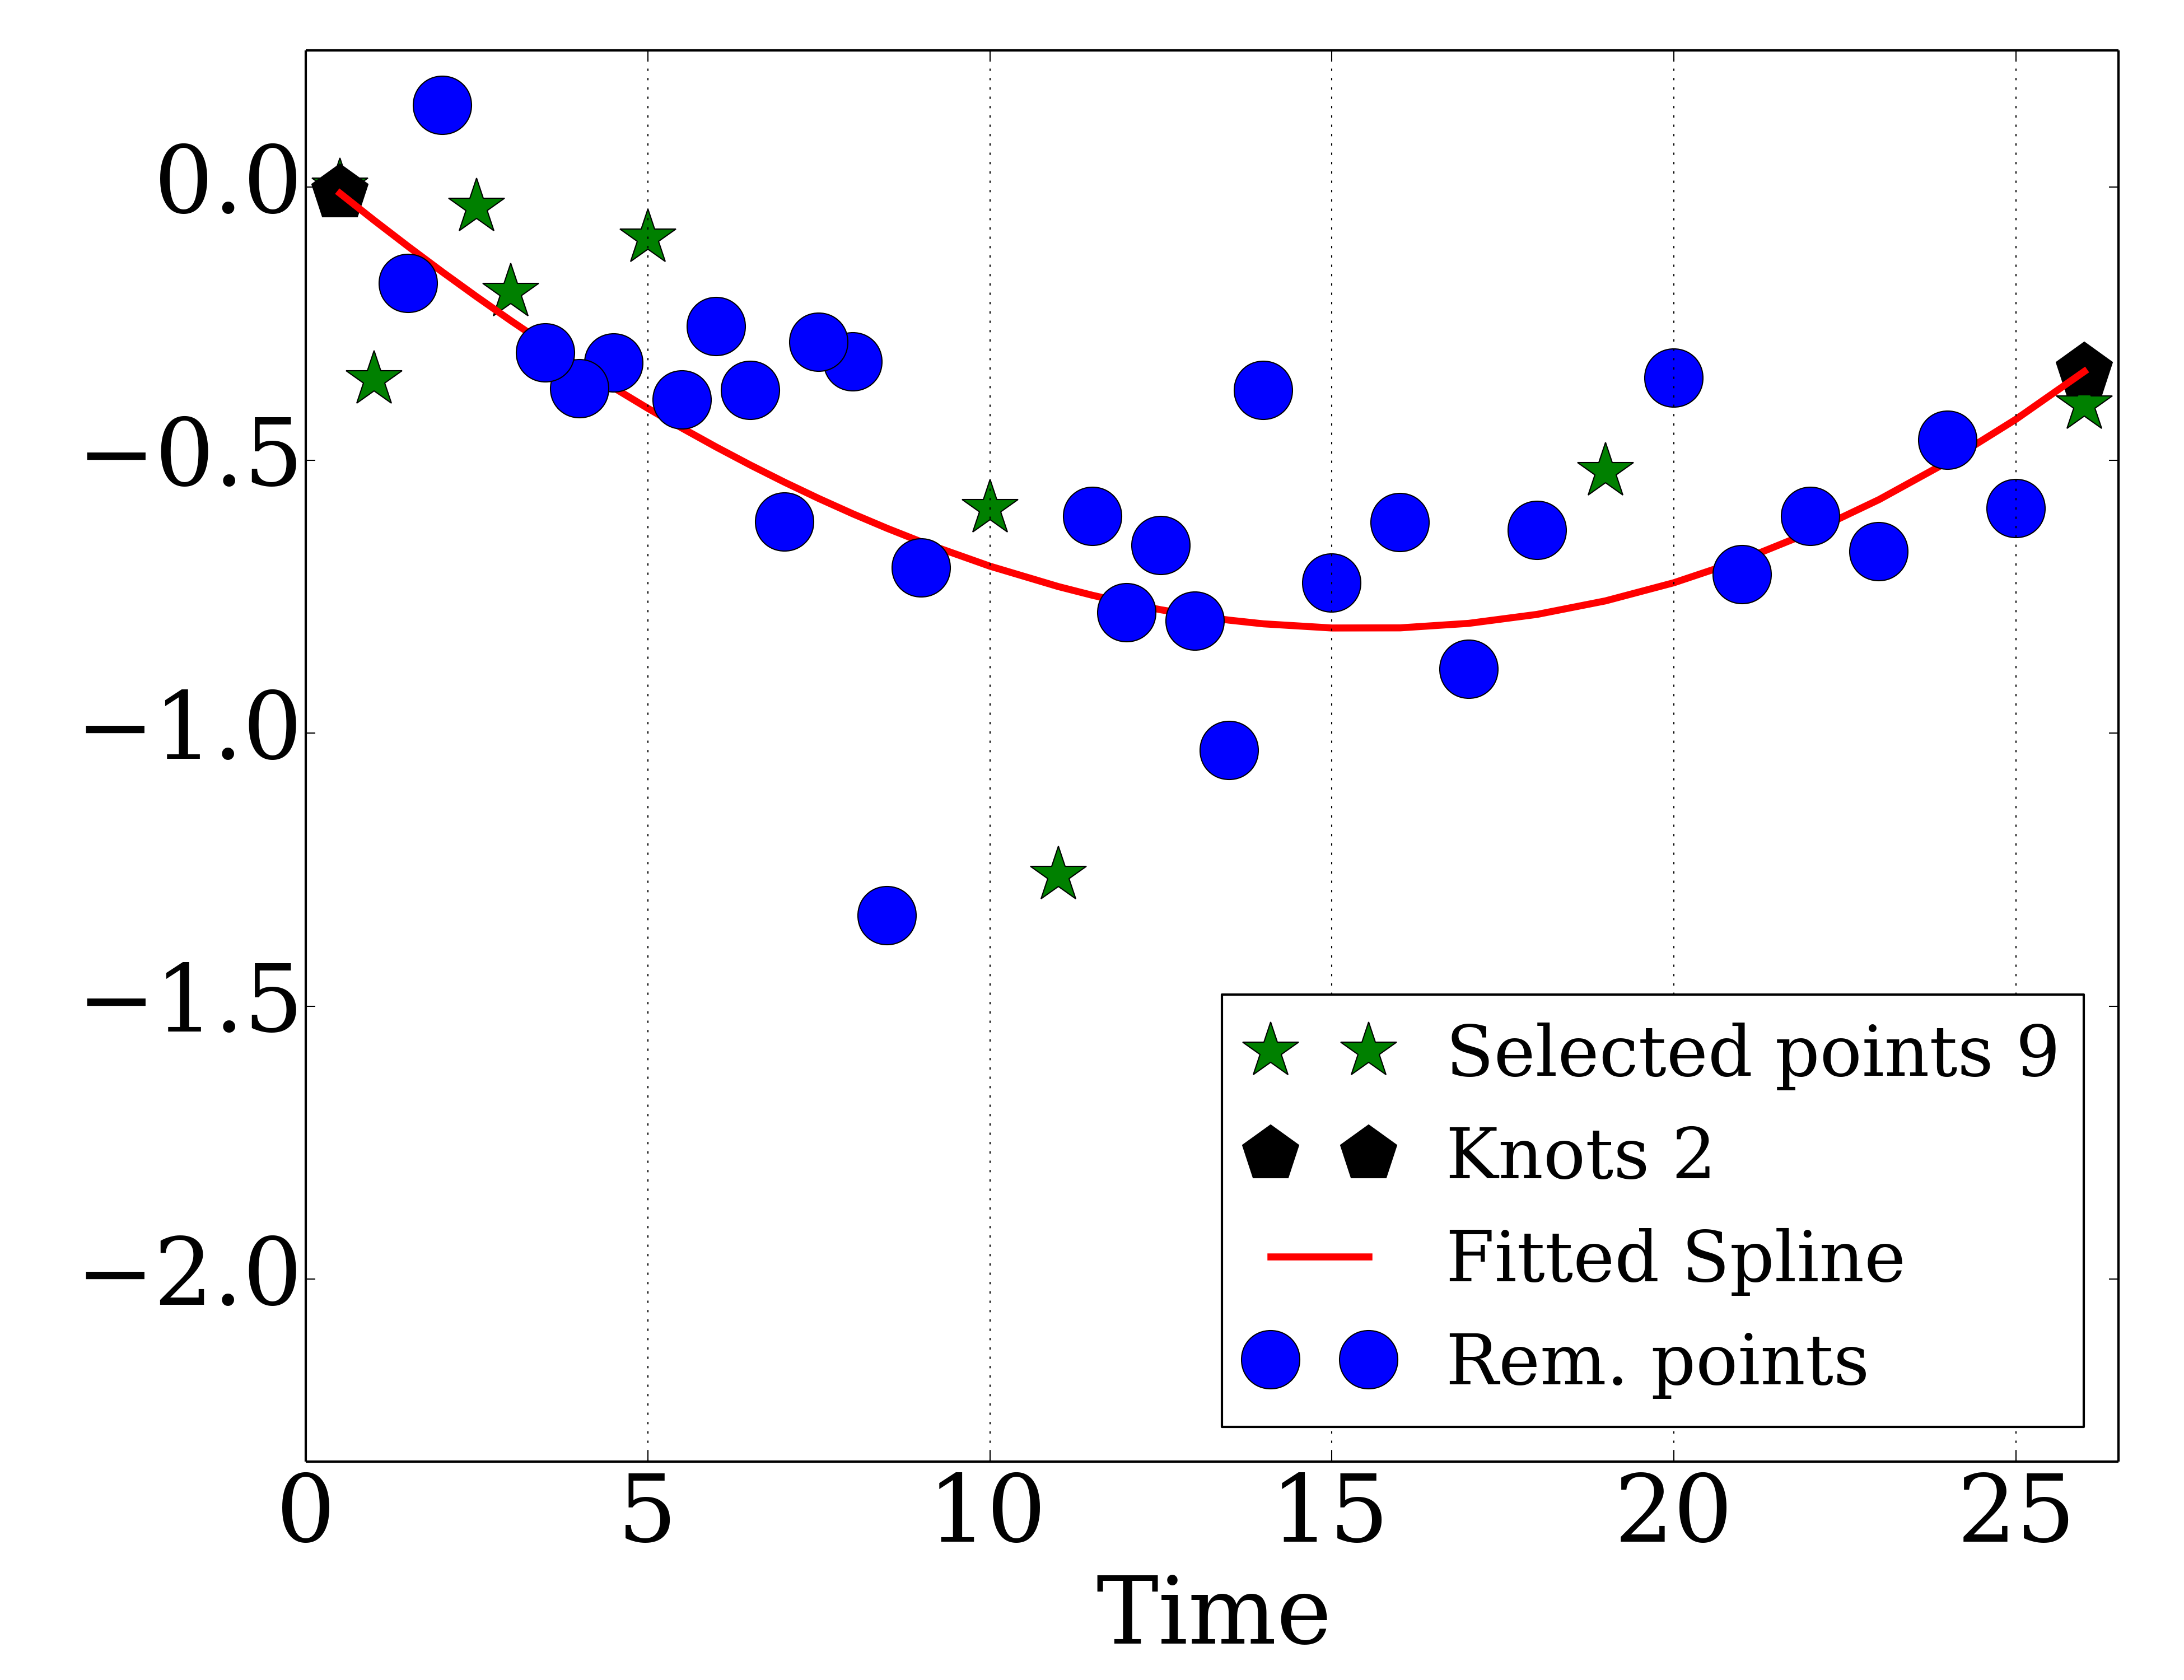 0.0
−0.5
−1.0
−1.5
−2.0
Selected points 9
Knots 2
Fitted Spline
Rem. points
0 5 10 15 20 25
Time